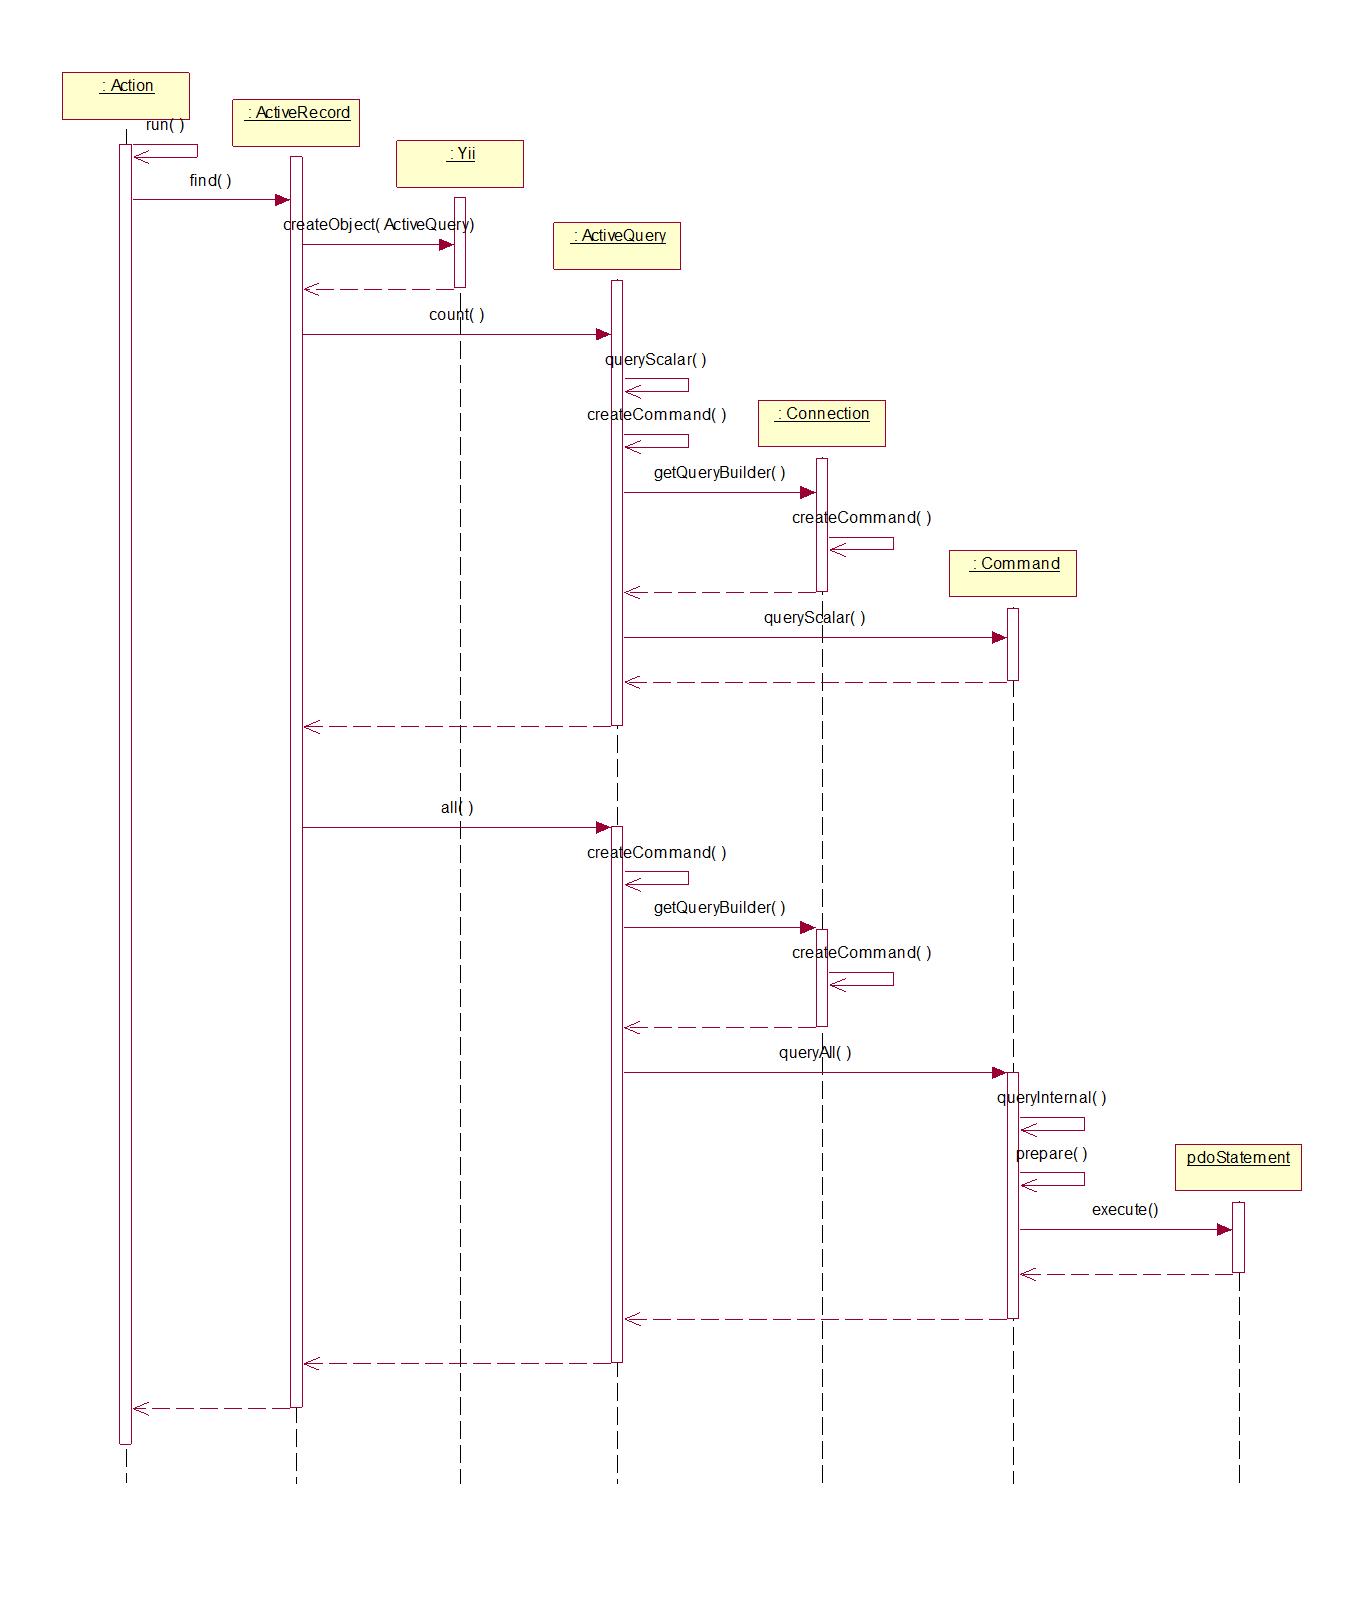 : Action
: ActiveRecord
run( )
: Yii
find( )
createObject( ActiveQuery)
: ActiveQuery
count( )
queryScalar( )
: Connection
createCommand( )
getQueryBuilder( )
createCommand( )
: Command
queryScalar( )
all( )
createCommand( )
getQueryBuilder( )
createCommand( )
queryAll( )
queryInternal( )
prepare( )
pdoStatement
execute()